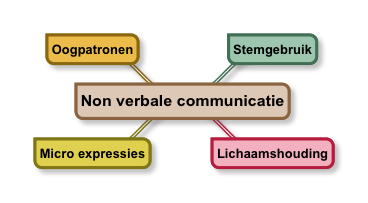 Oogpatronen
Stemgebruik
Non verbale communicatie
Micro expressies
Lichaamshouding